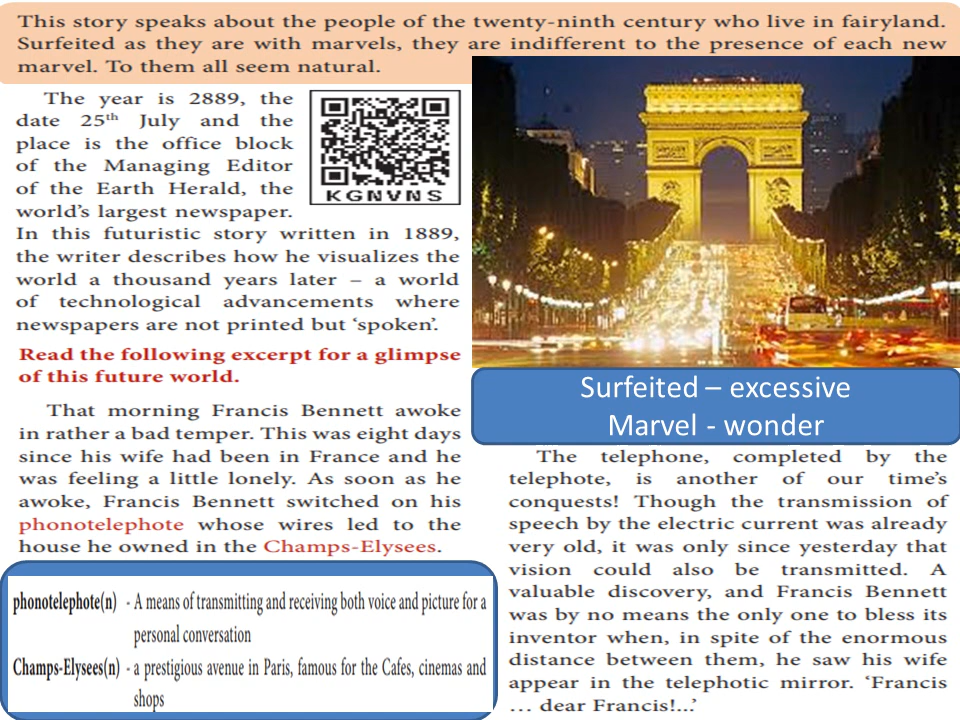 This story speaks about the people of the twenty-ninth century who live in fairyland.
Surfeited as they are with marvels, they are indifferent to the presence of each new
marvel. To them all seem natural.
The year is 2889, the
date 25th July and the
place is the office block
of the Managing Editor
of the Earth Herald, the
world's largest newspaper.
KGNVNS
In this futuristic story written in 1889,
the writer describes how he visualizes the
world a thousand years later – a world
of technological advancements where
newspapers are not printed but 'spoken'.
Read the following excerpt for a glimpse
of this future world.
That morning Francis Bennett awoke
in rather a bad temper. This was eight days
since his wife had been in France and he
was feeling a little lonely. As soon as he
awoke, Francis Bennett switched on his
phonotelephote whose wires led to the
house he owned in the Champs-Elysees.
phonotelephote(n) - A means of transmitting and receiving both voice and picture for a
personal conversation
Champs-Elysees(n) - a prestigious avenue in Paris, famous for the Cafes, cinemas and
shops
Surfeited – excessive
Marvel - wonder
The telephone, completed by the
telephote, is another of our time's
conquests! Though the transmission of
speech by the electric current was already
very old, it was only since yesterday that
vision could also be transmitted. A
valuable discovery, and Francis Bennett
was by no means the only one to bless its
inventor when, in spite of the enormous
distance between them, he saw his wife
appear in the telephotic mirror. 'Francis
… dear Francis!...'